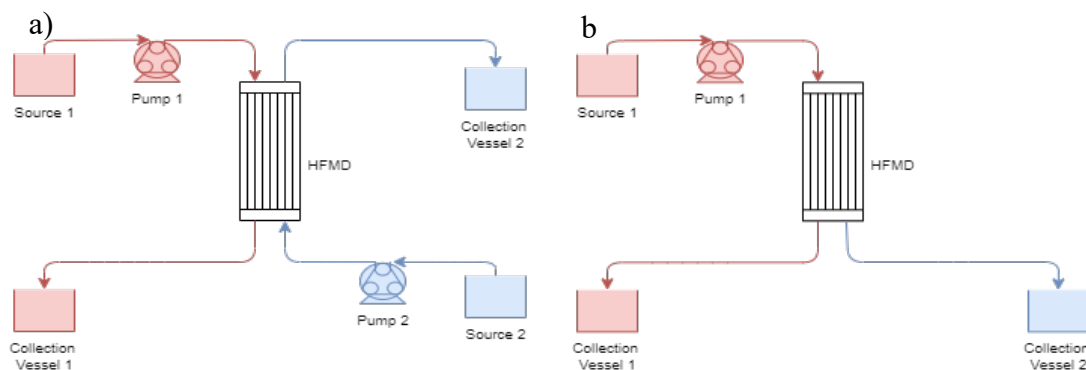 a)
Source 1
Pump 1
HFMD
Collection
Vessel 2
Collection
Vessel 1
Pump 2
Source 2
b
Source 1
Pump 1
HFMD
Collection
Vessel 1
Collection
Vessel 2